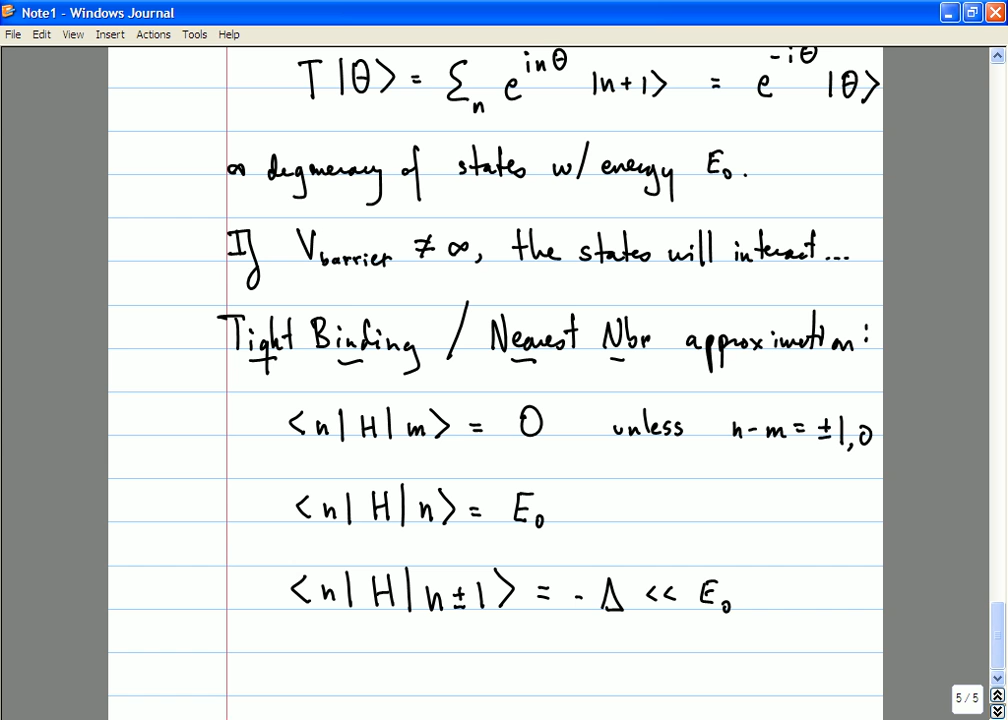 Note1 - Windows Journal
File Edit View Insert Actions Tools Help
T |θ> = Σ_n e^{inθ} |n+1> = e^{-iθ} |θ>
∞ degeneracy of states w/ energy E₀.
If V_barrier ≠ ∞, the states will interact...
Tight Binding / Nearest Nbr approximation:
<n| H |m> = 0 unless n-m = ±1,0
<n| H |n> = E₀
<n| H |n±1> = -Δ << E₀
5/5